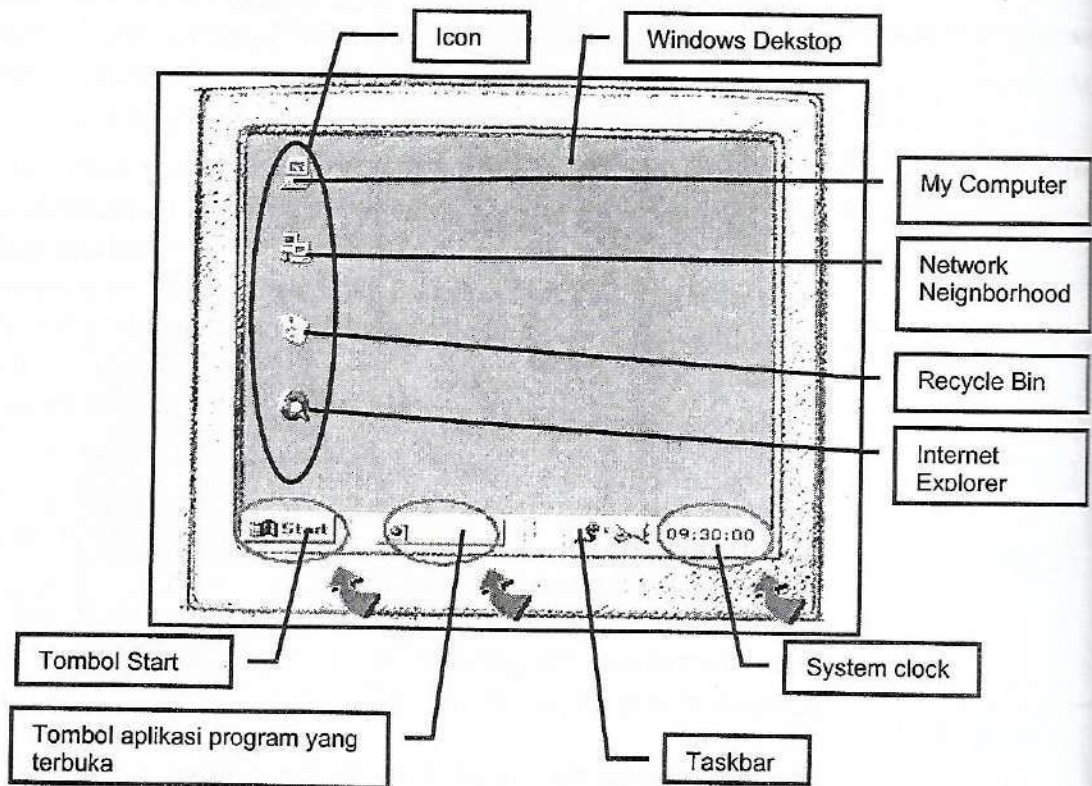 Icon
Windows Dekstop
My Computer
Network
Neignborhood
Recycle Bin
Internet
Explorer
Start
09:30:00
Tombol Start
System clock
Tombol aplikasi program yang
terbuka
Taskbar